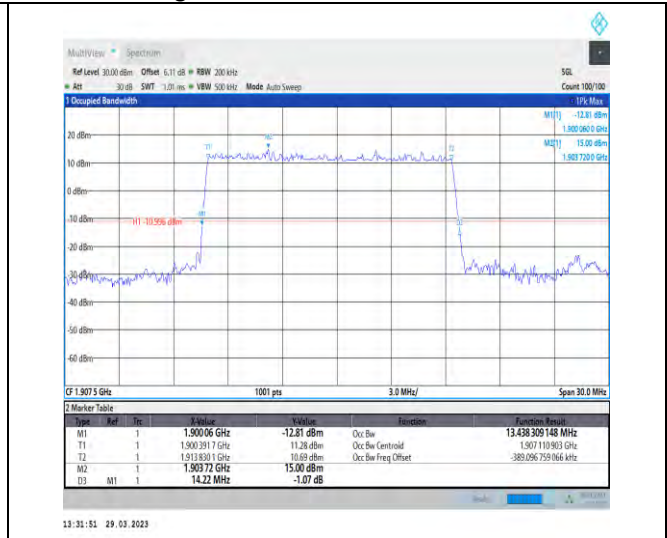 MultiView Spectrum
Ref Level 30.00 dBm Offset 6.11 dB RBW 200 kHz SGL
Att 30 dB SWT 1.01 ms VBW 500 kHz Mode Auto Sweep Count 100/100
1 Occupied Bandwidth 1Pk Max
M1[1] -12.81 dBm
1.900 060 0 GHz
M2[1] 15.00 dBm
1.903 720 0 GHz
20 dBm
T1 M2 T2
10 dBm
0 dBm
-10 dBm
H1 -10.996 dBm
M1
-20 dBm
-30 dBm
-40 dBm
-50 dBm
-60 dBm
CF 1.907 5 GHz 1001 pts 3.0 MHz/ Span 30.0 MHz
2 Marker Table
Type Ref Trc X-Value Y-Value Function Function Result
M1 1 1.900 06 GHz -12.81 dBm Occ Bw 13.438 309 148 MHz
T1 1 1.900 391 7 GHz 11.28 dBm Occ Bw Centroid 1.907 110 903 GHz
T2 1 1.913 830 1 GHz 10.69 dBm Occ Bw Freq Offset -389.096 759 066 kHz
M2 1 1.903 72 GHz 15.00 dBm
D3 M1 1 14.22 MHz -1.07 dB
13:31:51 29.03.2023